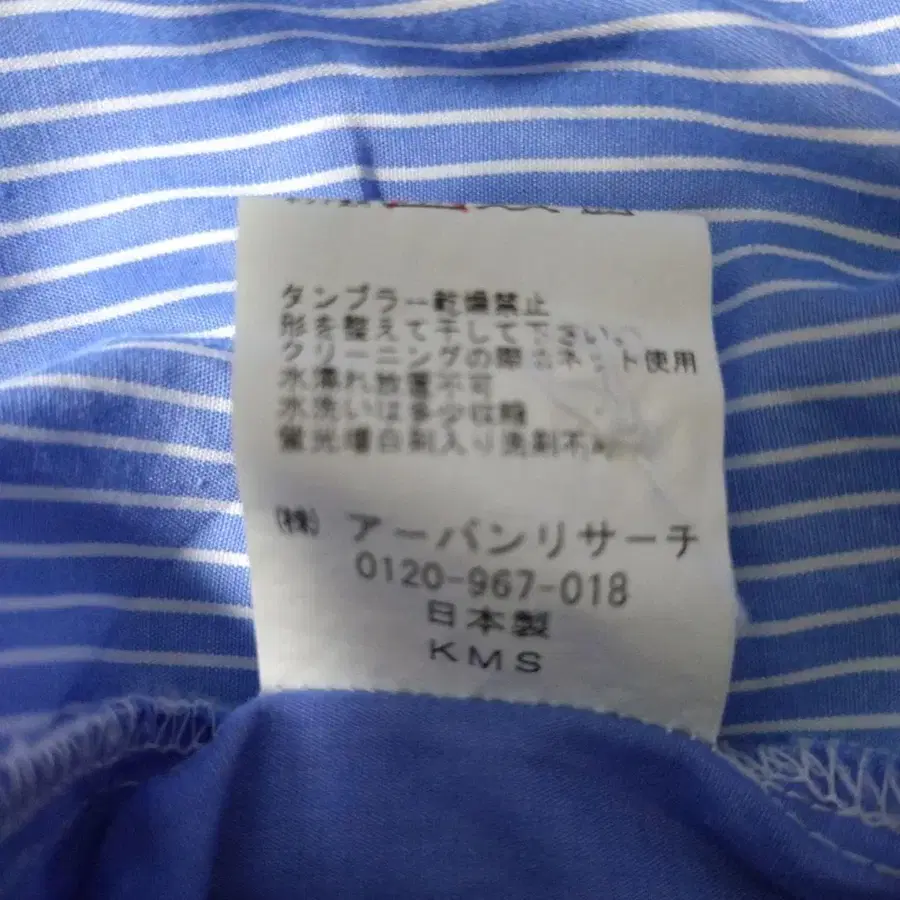 タンブラー乾燥禁止
形を整えて干して下さい。
クリーニングの際はネット使用
水濡れ放置不可
水洗いは多少収縮
蛍光増白剤入り洗剤不可
(株) アーバンリサーチ
0120-967-018
日本製
KMS